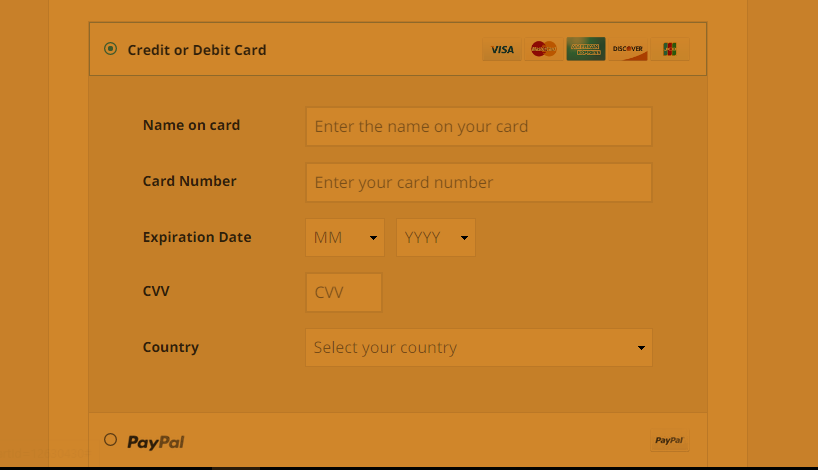 Credit or Debit Card VISA MasterCard AMERICAN EXPRESS DISCOVER JCB
Name on card Enter the name on your card
Card Number Enter your card number
Expiration Date MM YYYY
CVV CVV
Country Select your country
PayPal PayPal